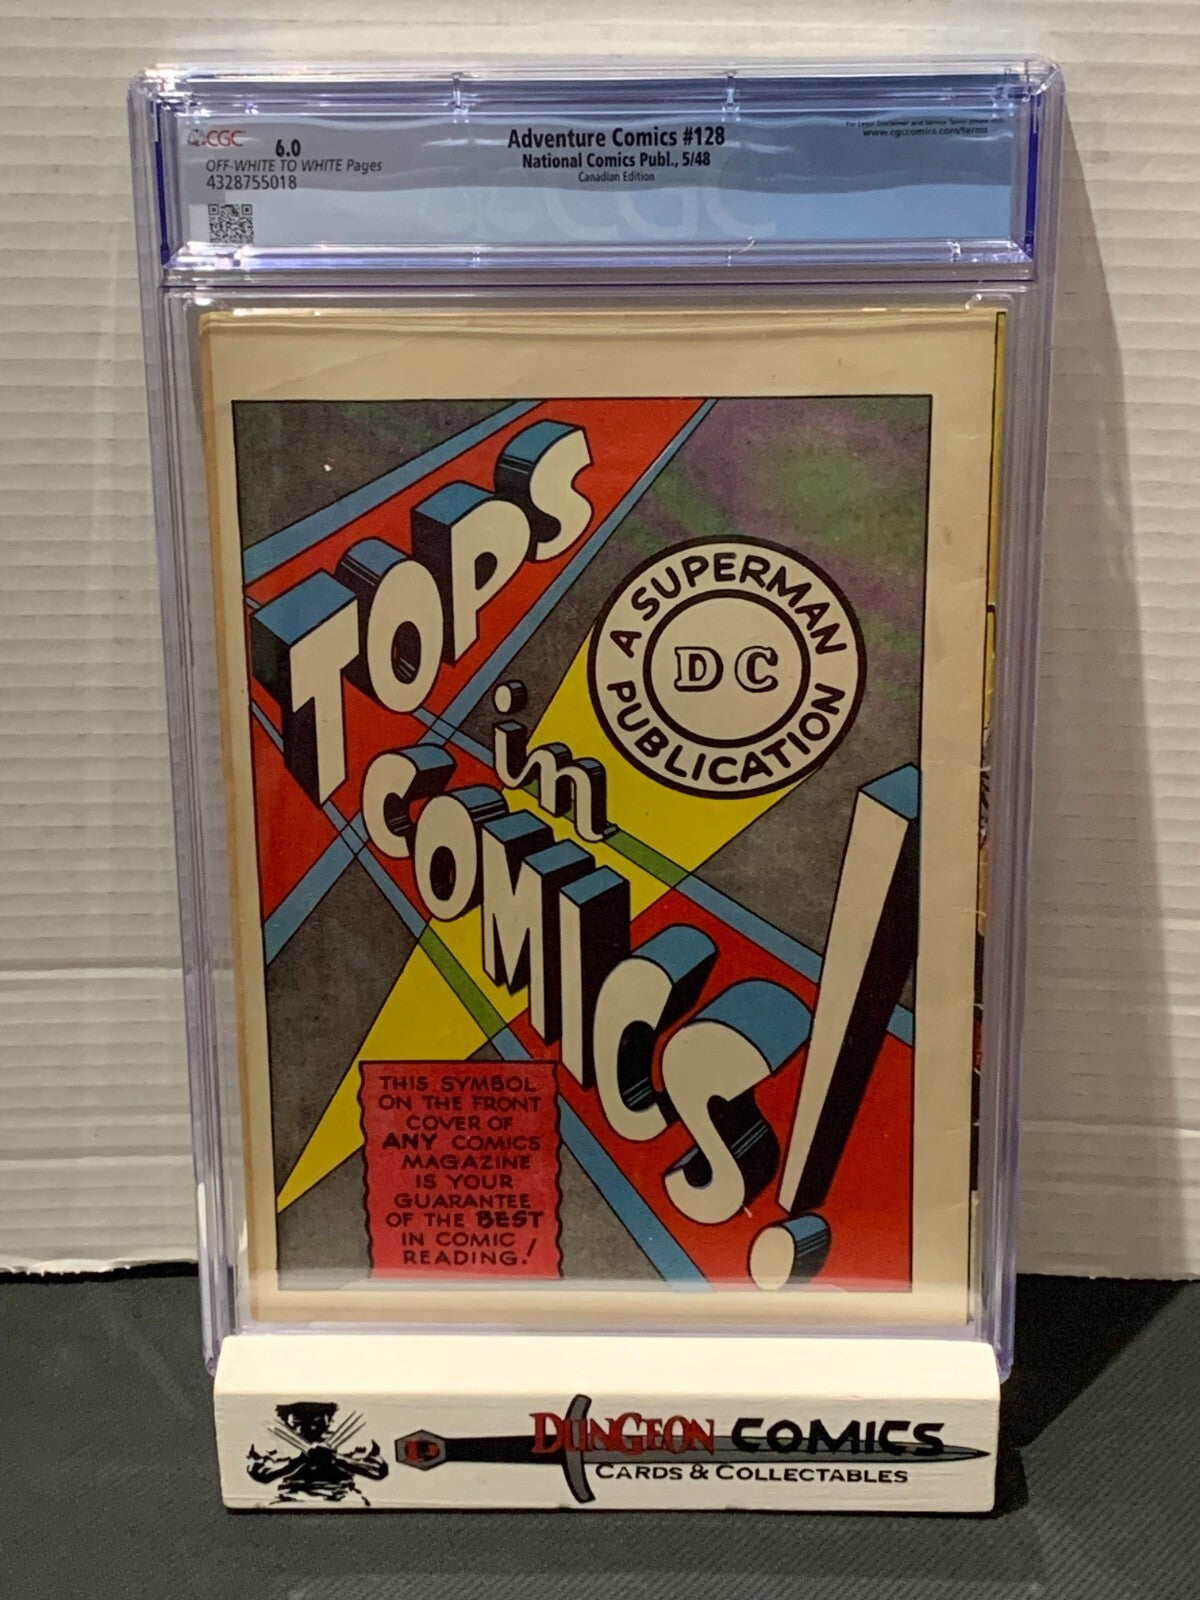 CGC 6.0
OFF-WHITE TO WHITE Pages
4328755018
Adventure Comics #128
National Comics Publ., 5/48
Canadian Edition
www.cgccomics.com/terms
CGC
TOPS
in
COMICS!
A SUPERMAN
DC
PUBLICATION
THIS SYMBOL
ON THE FRONT
COVER OF
ANY COMICS
MAGAZINE
IS YOUR
GUARANTEE
OF THE BEST
IN COMIC
READING!
D
DUNGEON COMICS
CARDS & COLLECTABLES